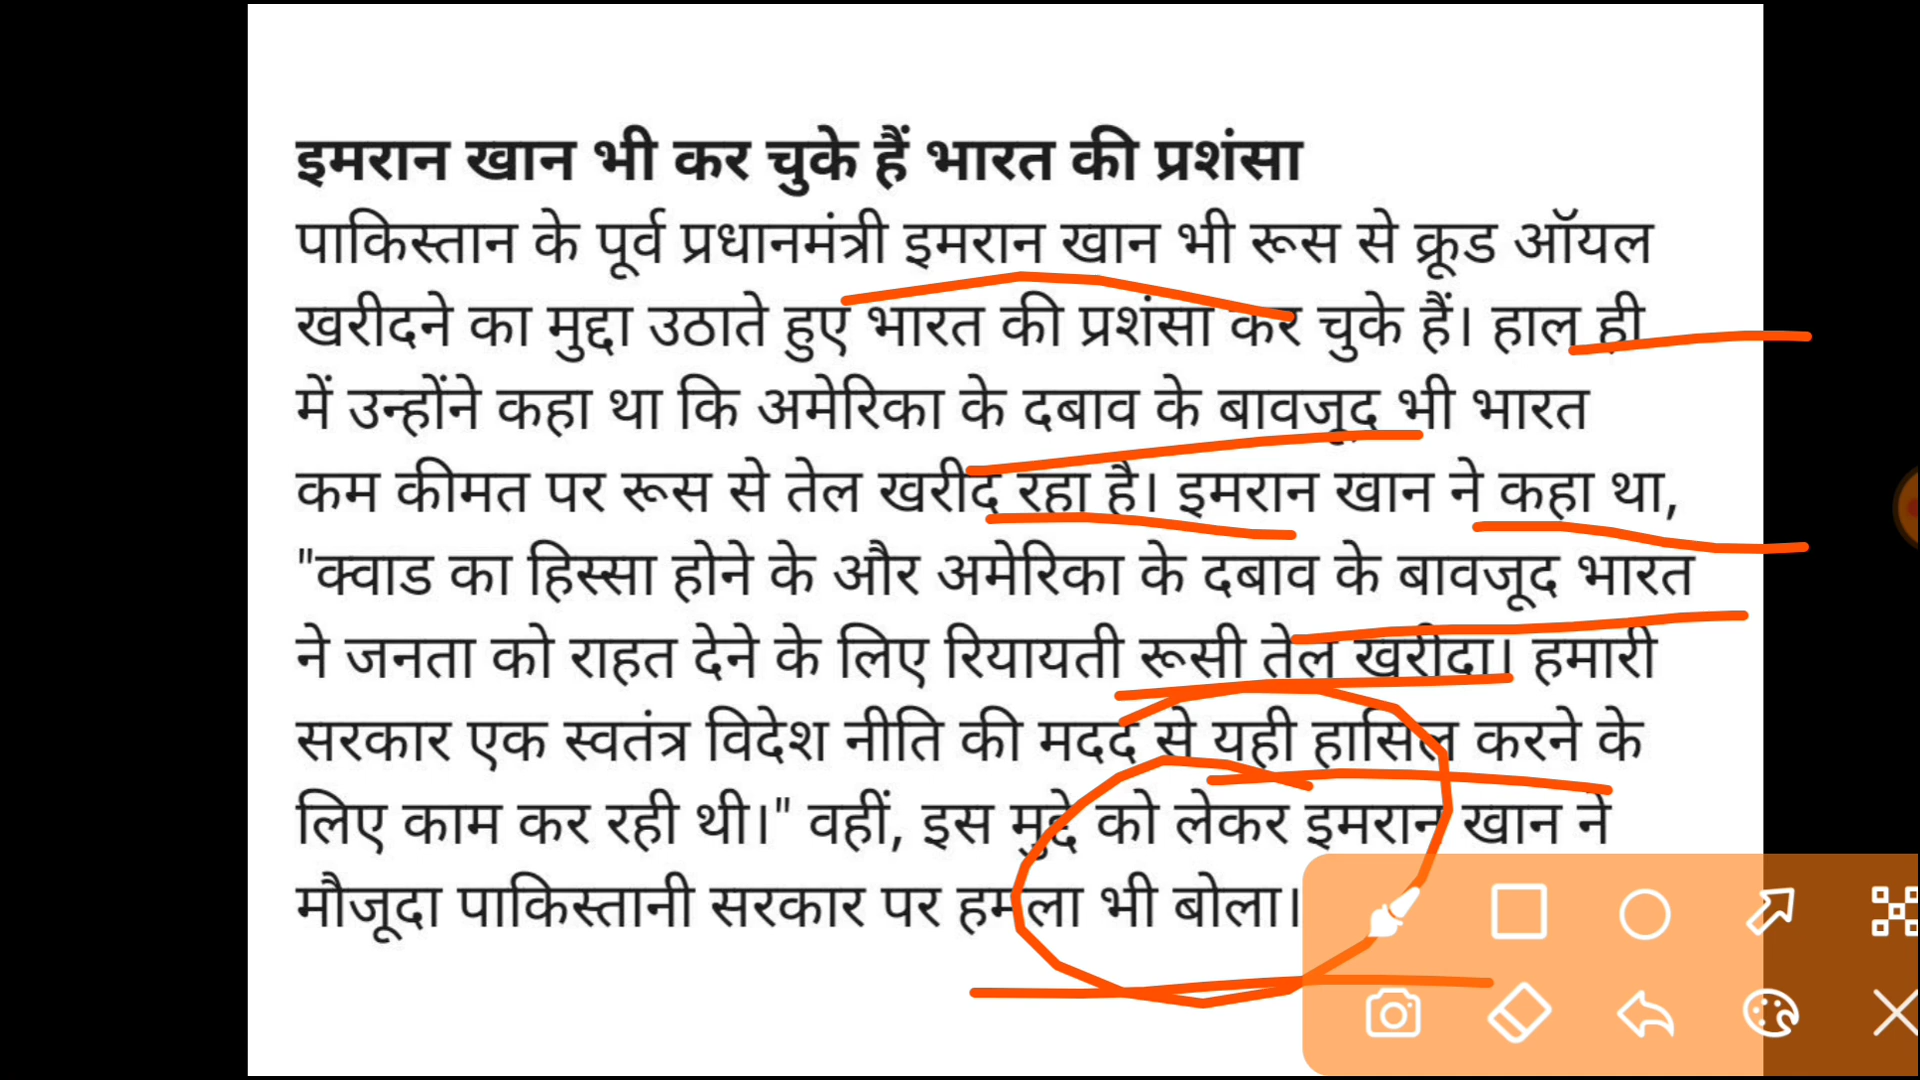 इमरान खान भी कर चुके हैं भारत की प्रशंसा
पाकिस्तान के पूर्व प्रधानमंत्री इमरान खान भी रूस से क्रूड ऑयल
खरीदने का मुद्दा उठाते हुए भारत की प्रशंसा कर चुके हैं। हाल ही
में उन्होंने कहा था कि अमेरिका के दबाव के बावजूद भी भारत
कम कीमत पर रूस से तेल खरीद रहा है। इमरान खान ने कहा था,
"क्वाड का हिस्सा होने के और अमेरिका के दबाव के बावजूद भारत
ने जनता को राहत देने के लिए रियायती रूसी तेल खरीदा। हमारी
सरकार एक स्वतंत्र विदेश नीति की मदद से यही हासिल करने के
लिए काम कर रही थी।" वहीं, इस मुद्दे को लेकर इमरान खान ने
मौजूदा पाकिस्तानी सरकार पर हमला भी बोला।